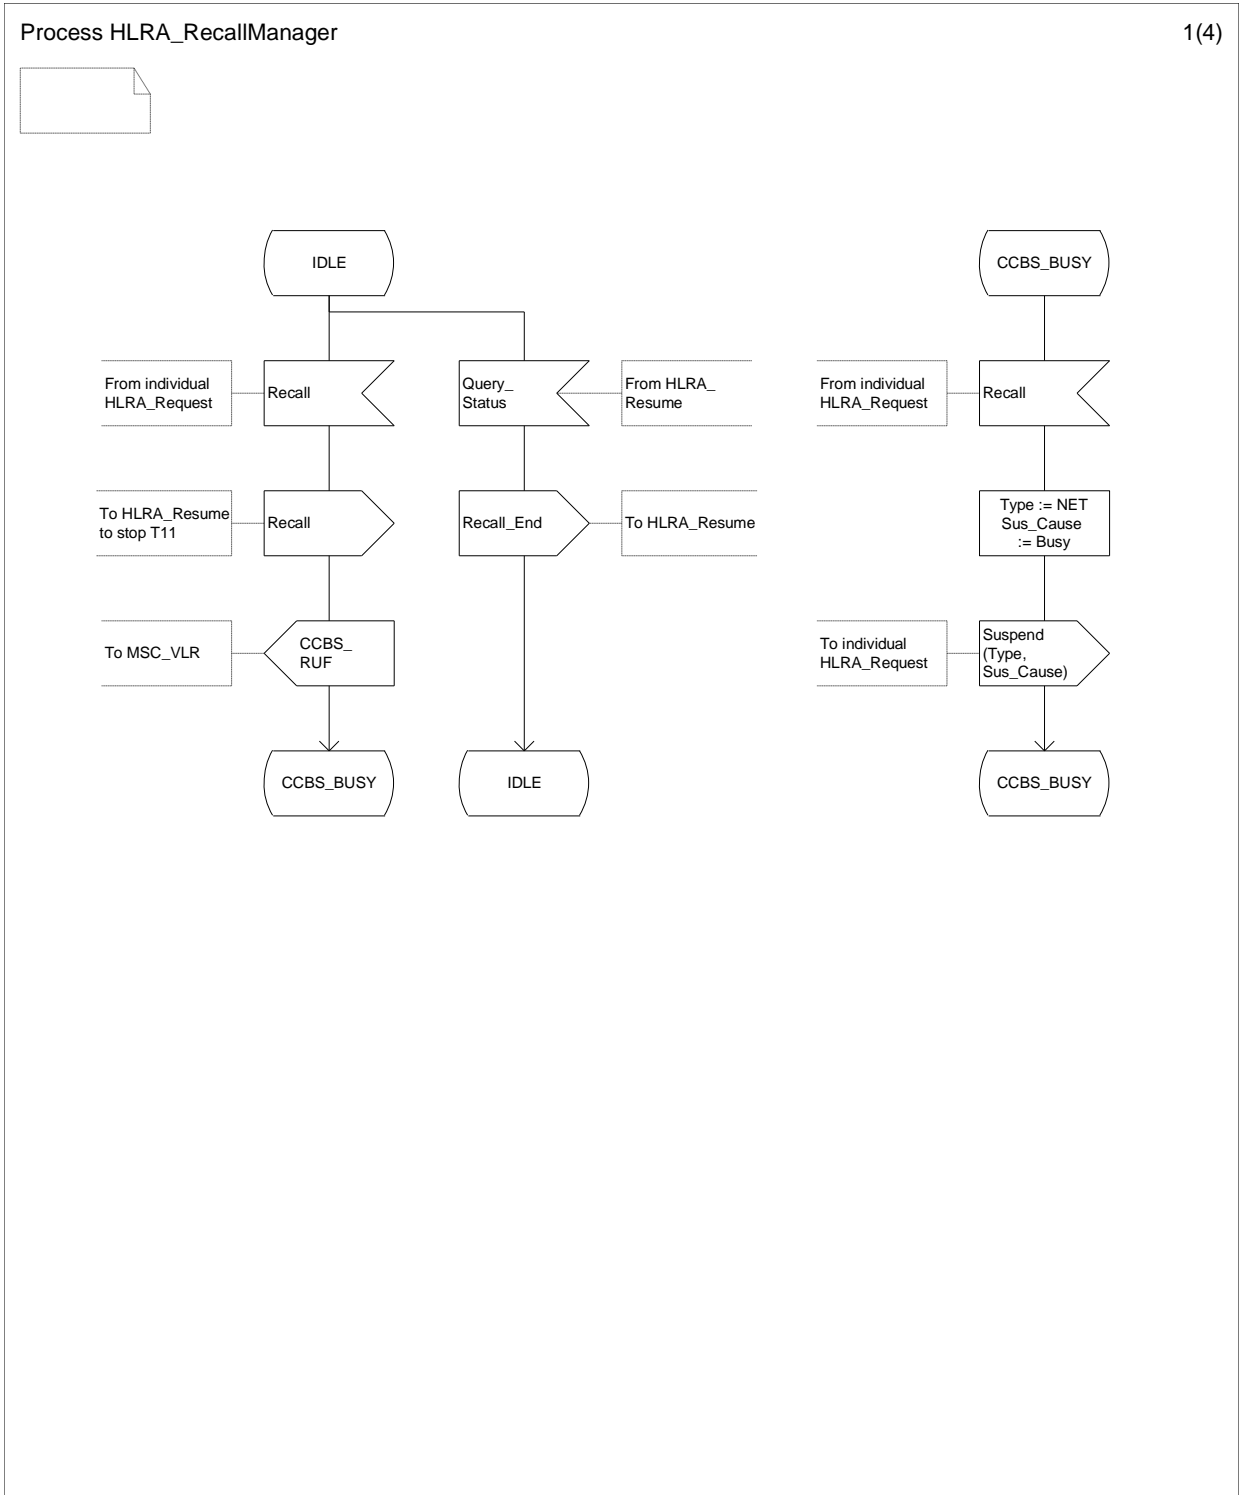 Process HLRA_RecallManager
1(4)
IDLE
CCBS_BUSY
From individual
HLRA_Request
Recall
Query_
Status
From HLRA_
Resume
From individual
HLRA_Request
Recall
To HLRA_Resume
to stop T11
Recall
Recall_End
To HLRA_Resume
Type := NET
Sus_Cause
:= Busy
To MSC_VLR
CCBS_
RUF
To individual
HLRA_Request
Suspend
(Type,
Sus_Cause)
CCBS_BUSY
IDLE
CCBS_BUSY